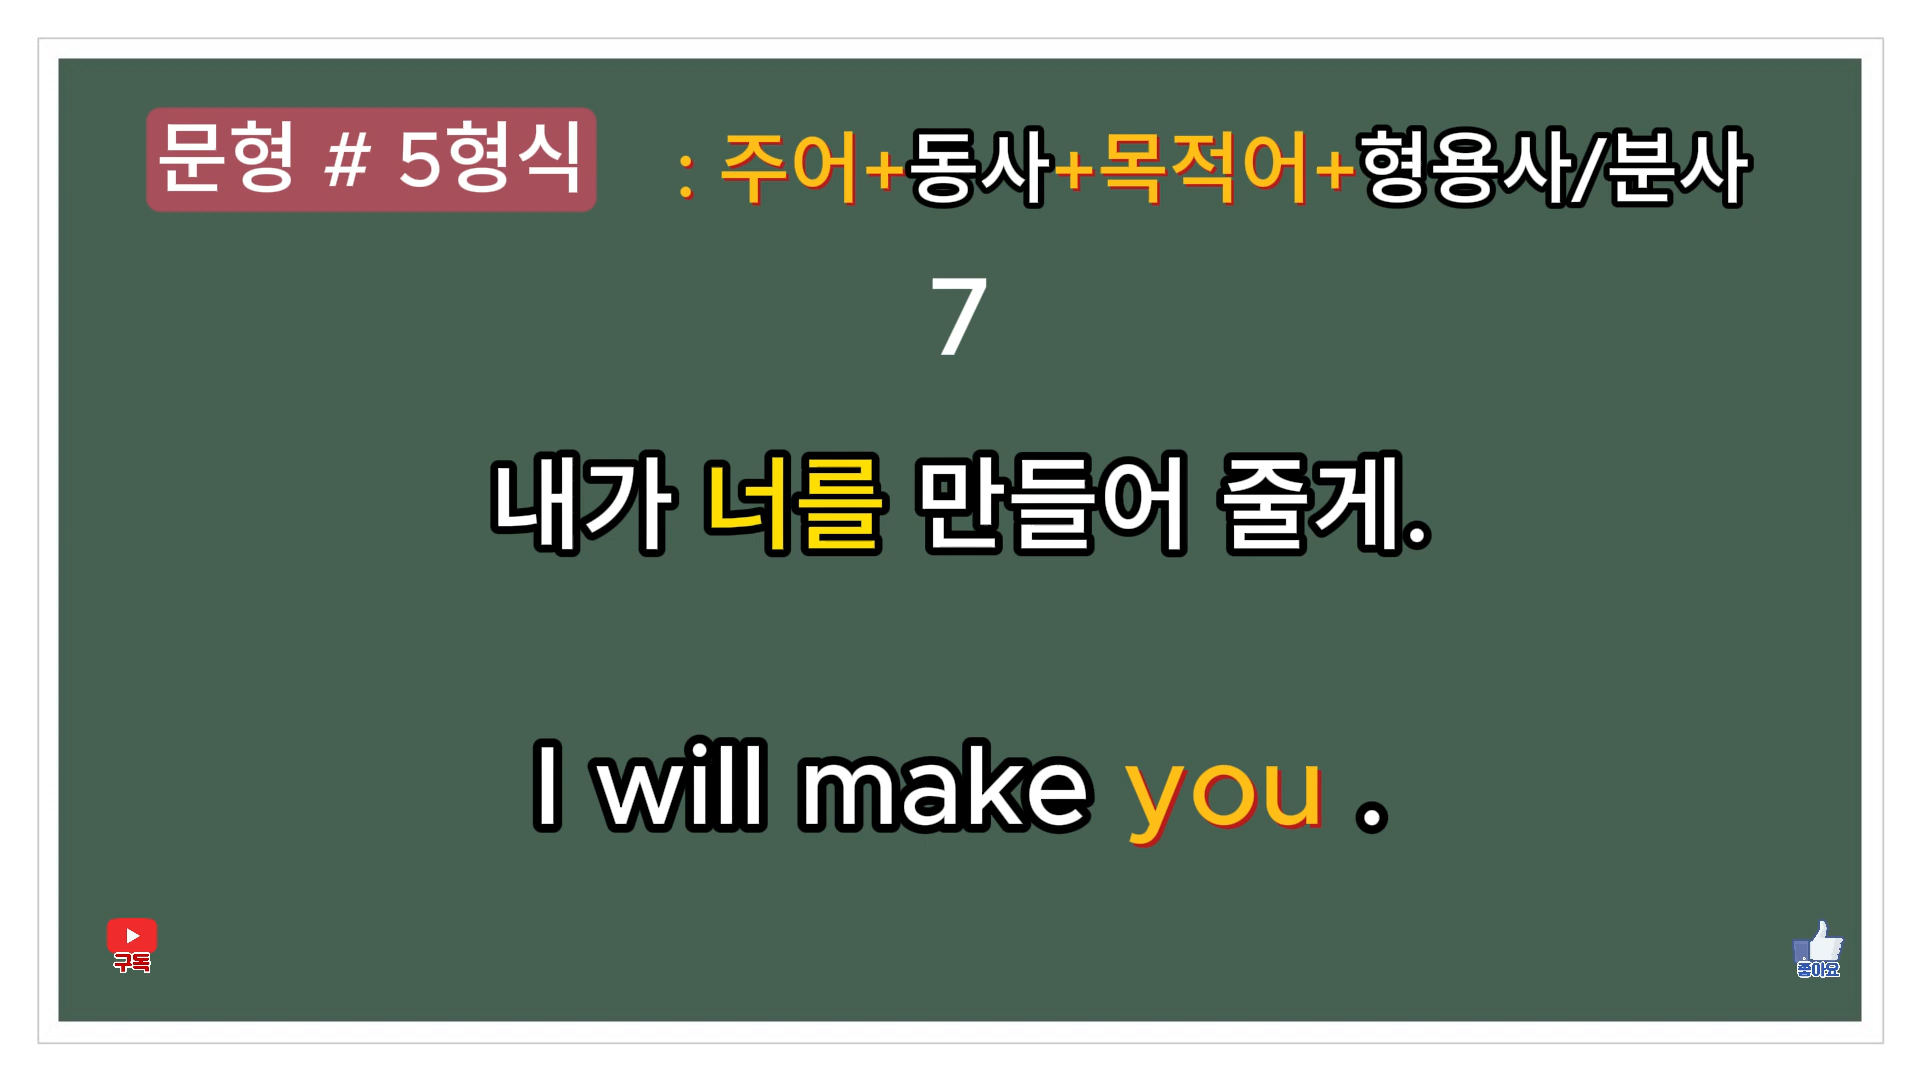 문형 # 5형식 : 주어+동사+목적어+형용사/분사
7
내가 너를 만들어 줄게.
I will make you .
구독
좋아요